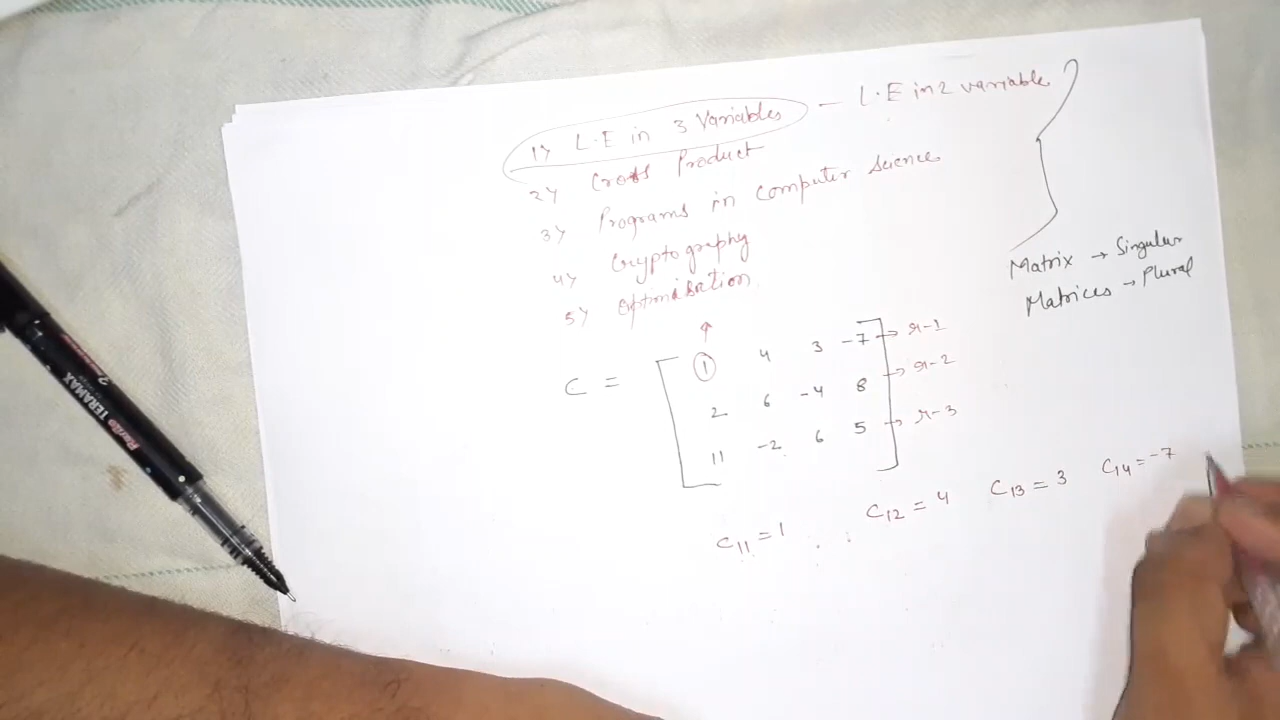 1> L.E in 3 Variables — L.E in 2 variable
2> Cross Product
3> Programs in computer science
4> Cryptography
5> Optimisation
Matrix → Singular
Matrices → Plural
C = [ 1 4 3 -7 ] → r-1
2 6 -4 8 → r-2
11 -2 6 5 → r-3
C11 = 1 C12 = 4 C13 = 3 C14 = -7
Rorito TERAMAX